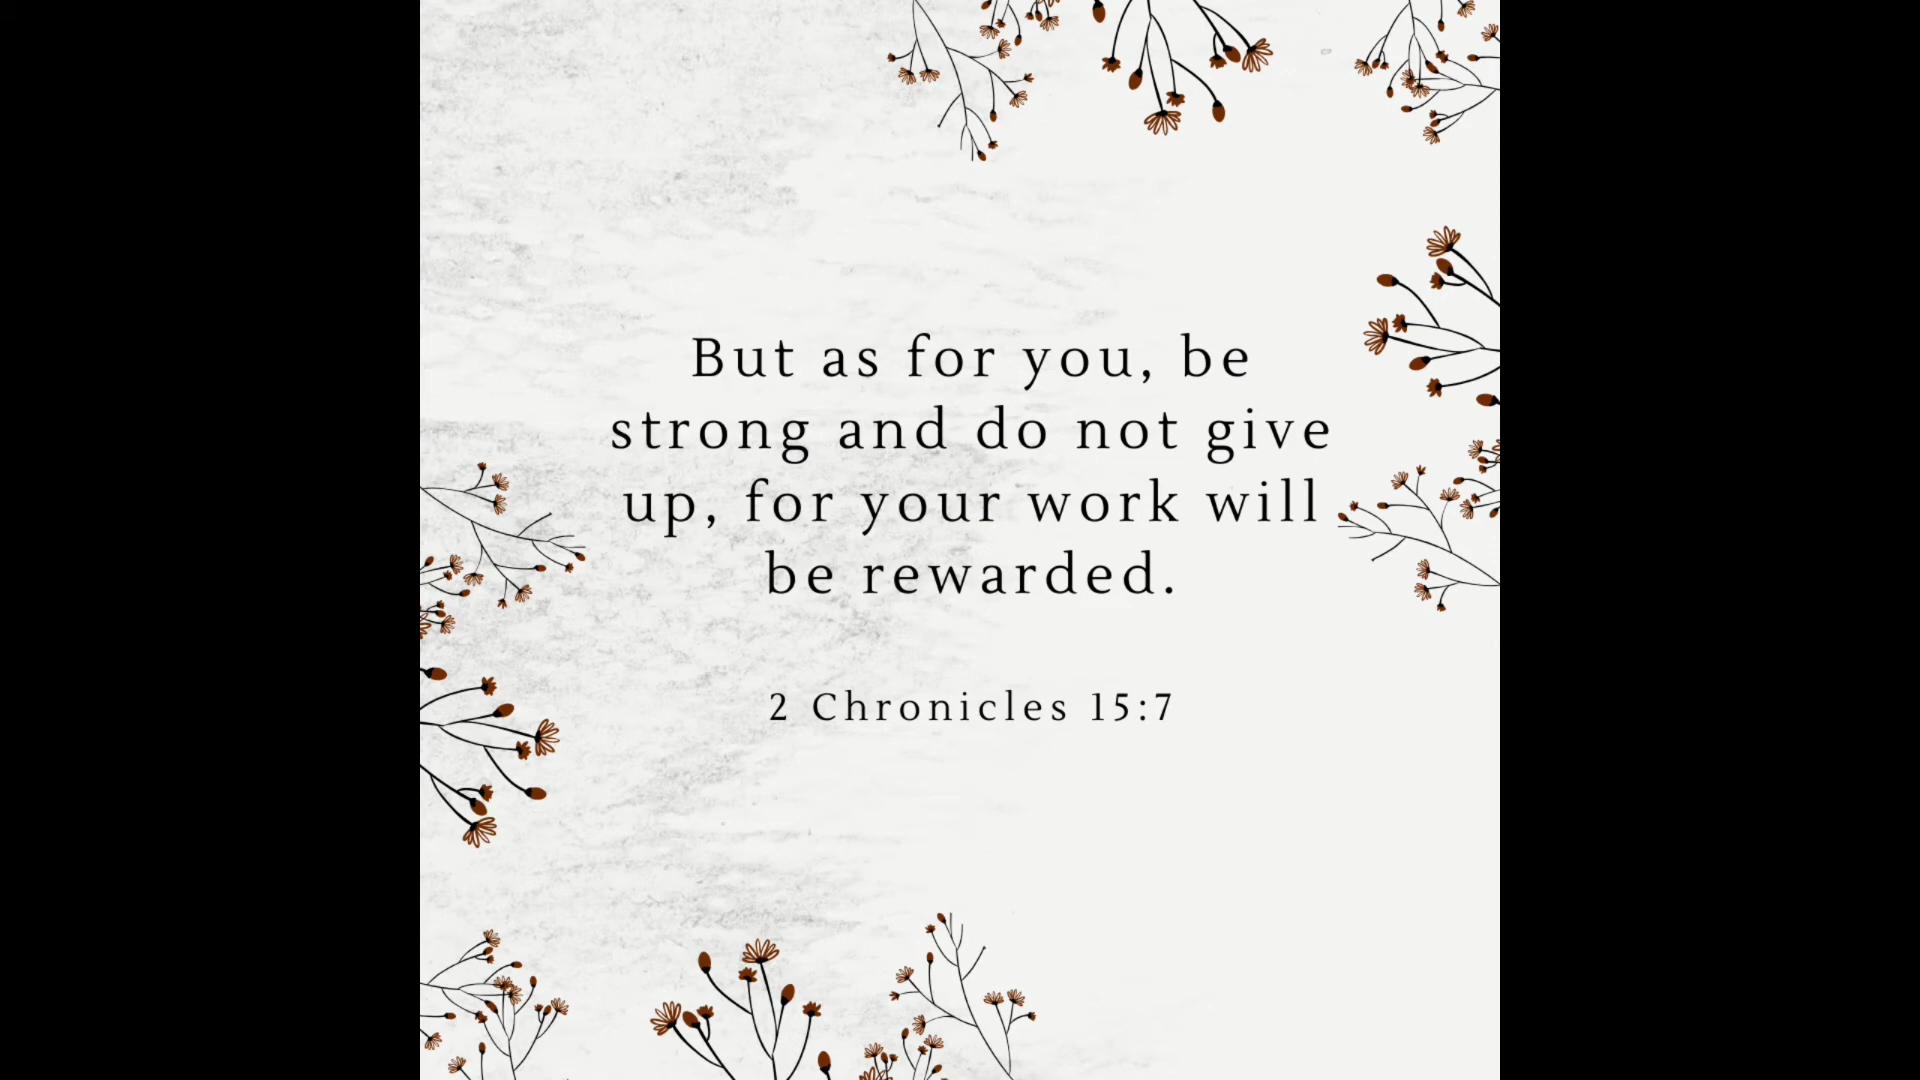 But as for you, be
strong and do not give
up, for your work will
be rewarded.
2 Chronicles 15:7